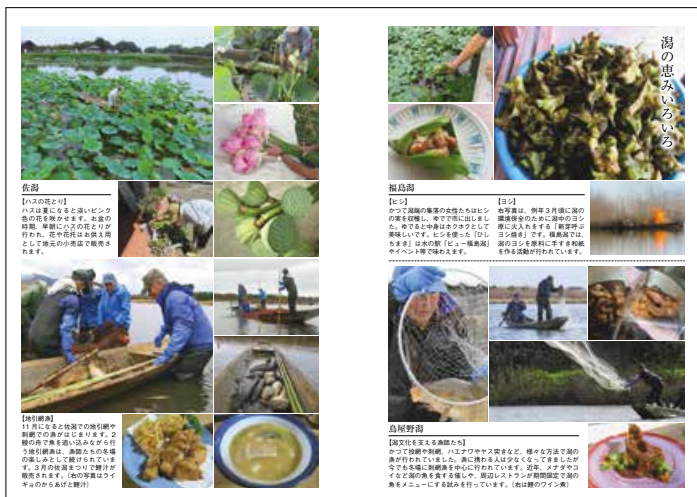 潟の恵みいろいろ
佐潟
【ハスの花とり】
ハスは夏になると淡いピンク
色の花を咲かせます。お盆の
時期、早朝にハスの花とりが
行われ、花や花托はお供え用
として地元の小売店で販売さ
れます。
【地引網漁】
11月になると佐潟での地引網や
刺網での漁がはじまります。2
艘の舟で魚を追い込みながら行
う地引網漁は、漁師たちの冬場
の楽しみとして続けられていま
す。3月の佐潟まつりで鯉汁が
販売されます。(右の写真はライ
ギョのからあげと鯉汁)
福島潟
【ヒシ】
かつて潟端の集落の女性たちはヒシ
の実を収穫し、ゆでて市に出しまし
た。ゆでると中身はホクホクとして
美味しいです。ヒシを使った「ひし
ちまき」は水の駅「ビュー福島潟」
やイベント等で味わえます。
【ヨシ】
右写真は、例年3月頃に潟の
環境保全のために潟中のヨシ
原に火入れをする「新芽呼ぶ
ヨシ焼き」です。福島潟では、
潟のヨシを原料に手すき和紙
を作る活動が行われています。
鳥屋野潟
【潟文化を支える漁師たち】
かつて投網や刺網、ハエナワやヤス突きなど、様々な方法で潟の
漁が行われていました。漁に携わる人は少なくなってきましたが
今でも冬場に刺網漁を中心に行われています。近年、メナダやコ
イなど潟の魚を食する催しや、周辺レストランが期間限定で潟の
魚をメニューにする試みを行っています。(右は鯉のワイン煮)